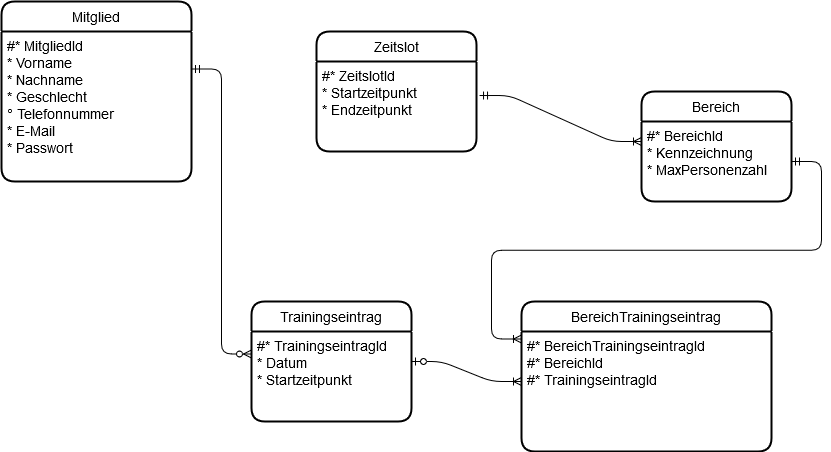 Mitglied
#* MitgliedId
* Vorname
* Nachname
* Geschlecht
° Telefonnummer
* E-Mail
* Passwort
Zeitslot
#* ZeitslotId
* Startzeitpunkt
* Endzeitpunkt
Bereich
#* BereichId
* Kennzeichnung
* MaxPersonenzahl
Trainingseintrag
#* TrainingseintragId
* Datum
* Startzeitpunkt
BereichTrainingseintrag
#* BereichTrainingseintragId
#* BereichId
#* TrainingseintragId